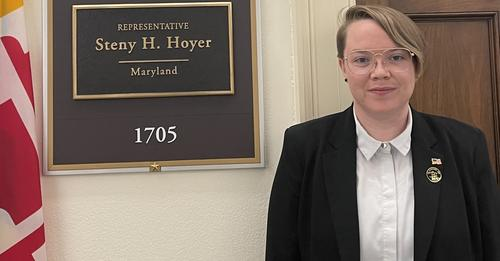 REPRESENTATIVE
Steny H. Hoyer
Maryland
1705